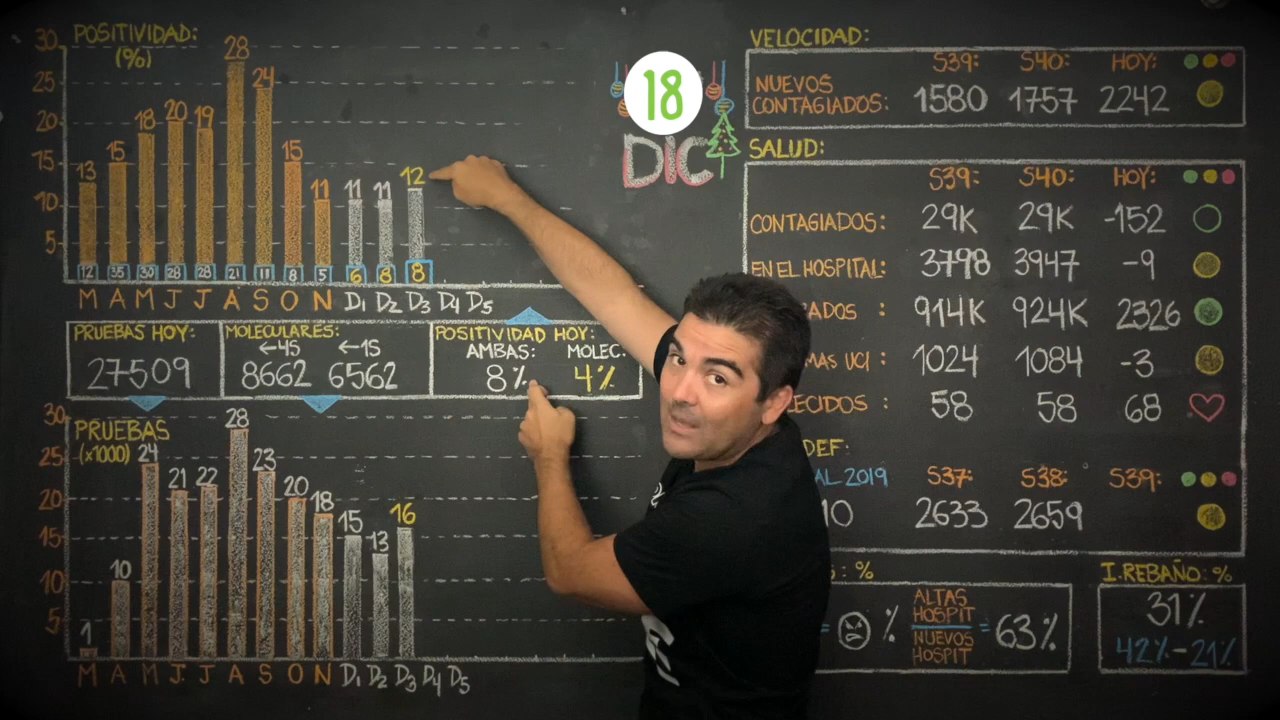 POSITIVIDAD:
(%)
30
25
20
15
10
5
13 15 18 20 19 28 24 15 11 11 11 12
12 35 30 28 28 21 11 8 5 6 8 8
M A M J J A S O N D1 D2 D3 D4 D5
PRUEBAS HOY:
27509
MOLECULARES:
←4S ←1S
8662 6562
POSITIVIDAD HOY:
AMBAS: MOLEC.
8% 4%
PRUEBAS
(x1000)
30
25
20
15
10
5
1 10 24 21 22 28 23 20 18 15 13 16
M A M J J A S O N D1 D2 D3 D4 D5
18
DIC
VELOCIDAD:
S39: S40: HOY:
NUEVOS
CONTAGIADOS: 1580 1757 2242
SALUD:
S39: S40: HOY:
CONTAGIADOS: 29K 29K -152
EN EL HOSPITAL: 3798 3947 -9
ADOS: 914K 924K 2326
MAS UCI: 1024 1084 -3
ECIDOS: 58 58 68
DEF:
AL 2019 S37: S38: S39:
10 2633 2659
: %
= %
ALTAS
HOSPIT
NUEVOS
HOSPIT
= 63%
I.REBAÑO: %
31%
42%-21%